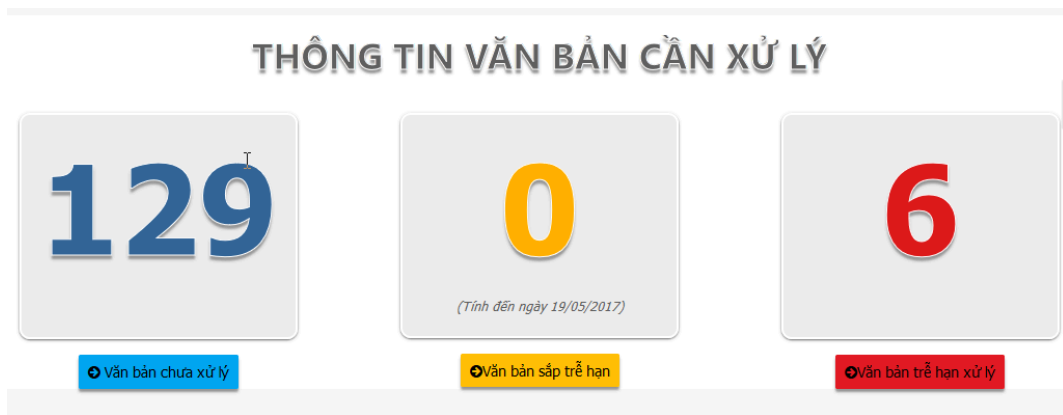 THÔNG TIN VĂN BẢN CẦN XỬ LÝ
129
0
6
(Tính đến ngày 19/05/2017)
Văn bản chưa xử lý
Văn bản sắp trễ hạn
Văn bản trễ hạn xử lý